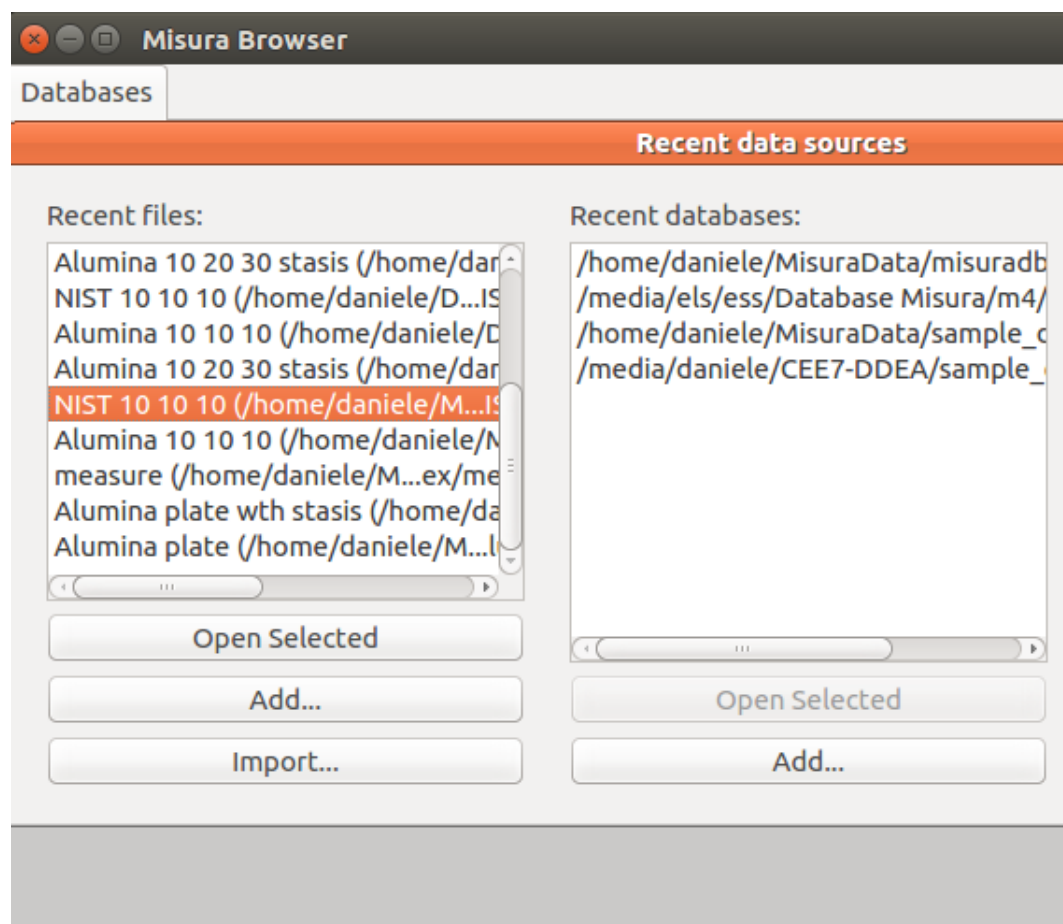 Misura Browser
Databases
Recent data sources
Recent files:
Alumina 10 20 30 stasis (/home/dar
NIST 10 10 10 (/home/daniele/D...IS
Alumina 10 10 10 (/home/daniele/D
Alumina 10 20 30 stasis (/home/dar
NIST 10 10 10 (/home/daniele/M...IS
Alumina 10 10 10 (/home/daniele/M
measure (/home/daniele/M...ex/me
Alumina plate wth stasis (/home/da
Alumina plate (/home/daniele/M...lu
Open Selected
Add...
Import...
Recent databases:
/home/daniele/MisuraData/misuradb
/media/els/ess/Database Misura/m4/
/home/daniele/MisuraData/sample_c
/media/daniele/CEE7-DDEA/sample_
Open Selected
Add...